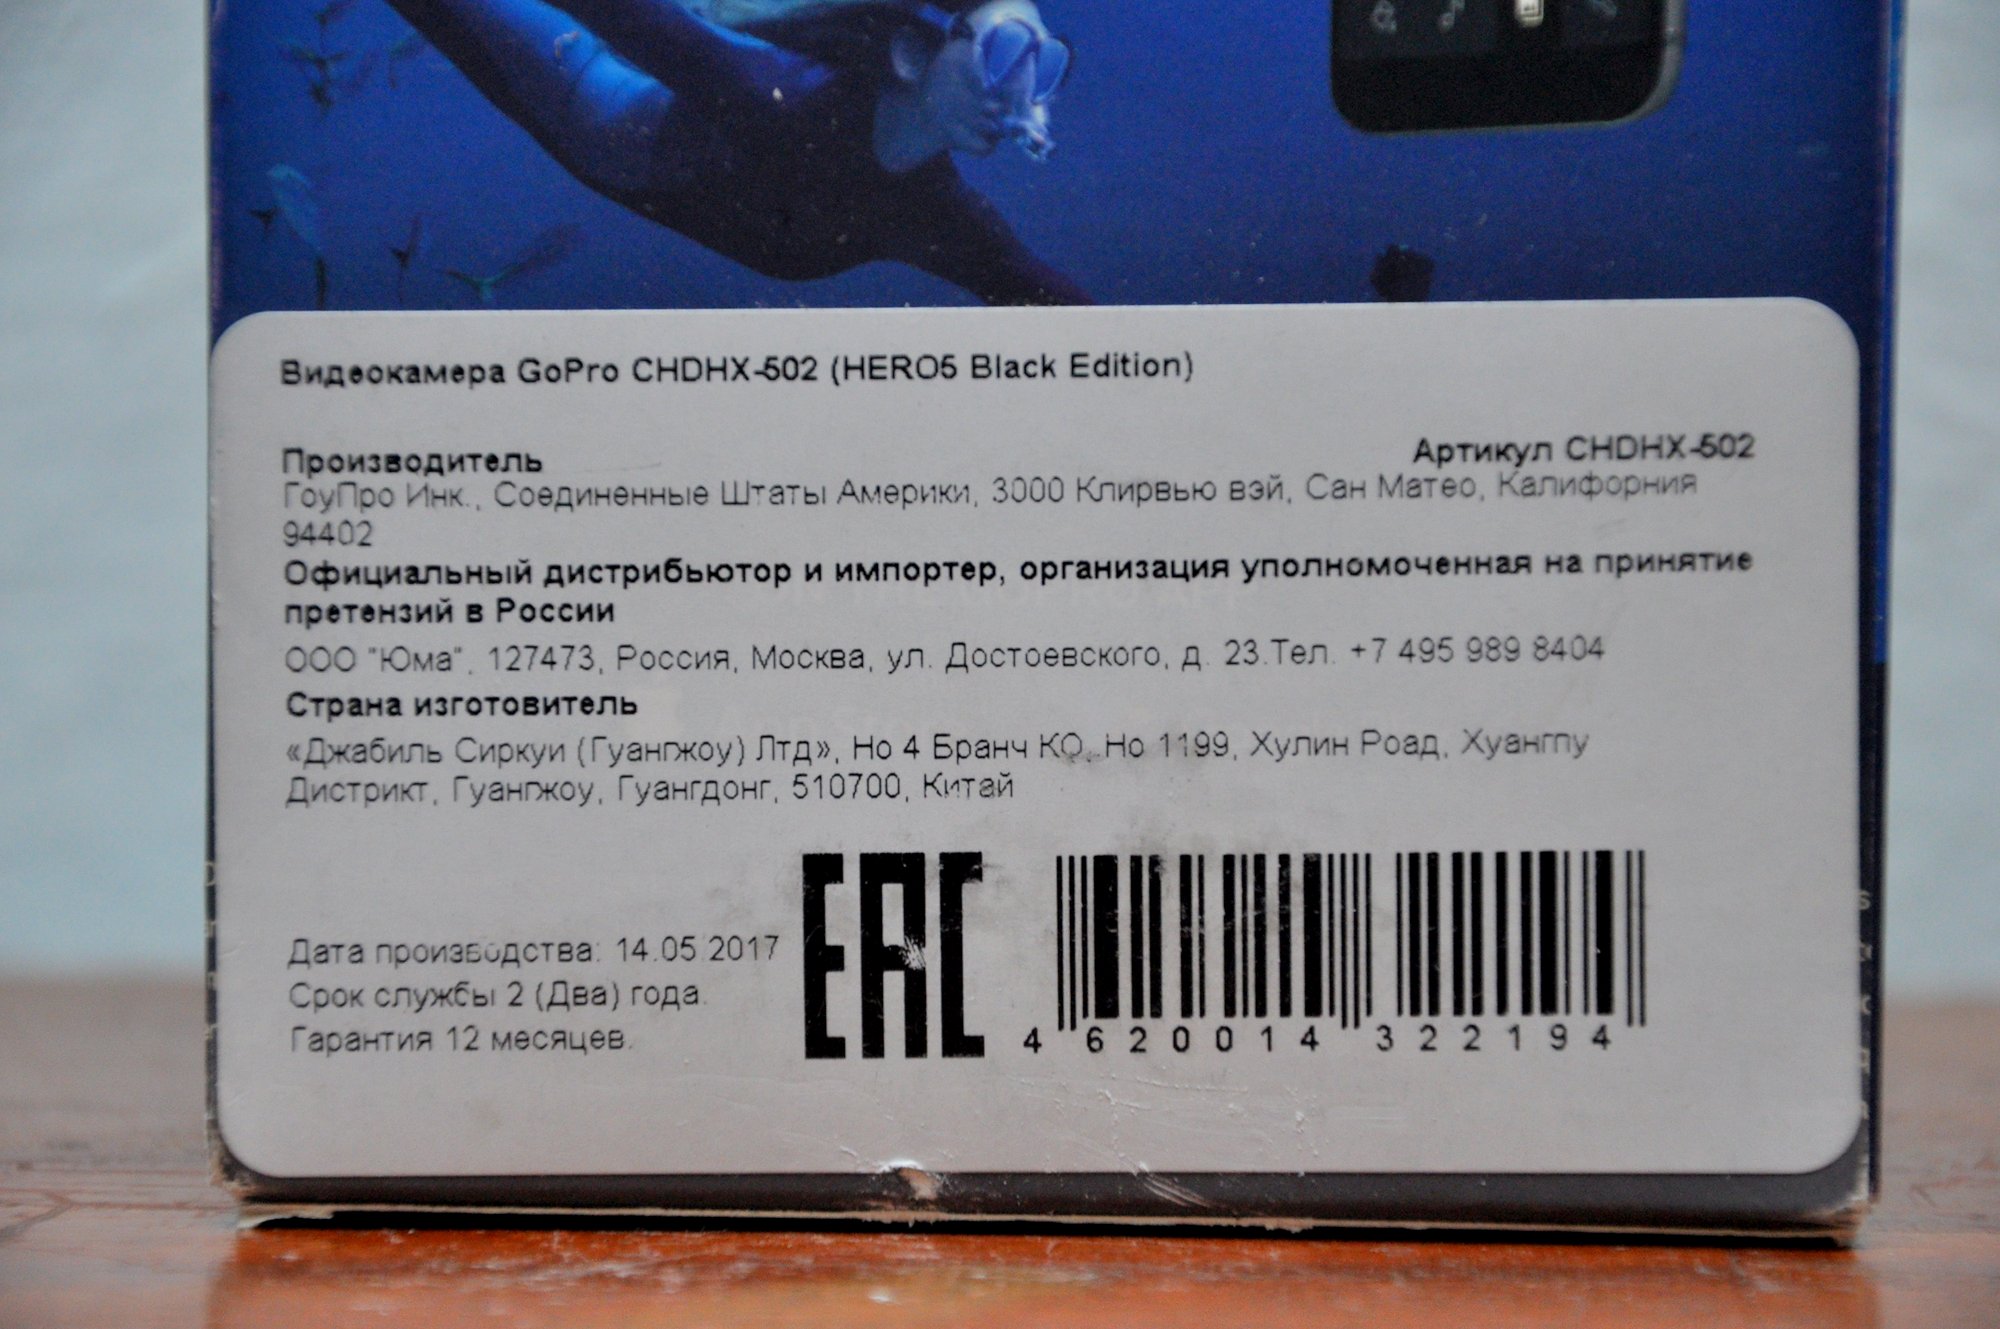 Видеокамера GoPro CHDHX-502 (HERO5 Black Edition)
Производитель
Артикул CHDHX-502
ГоуПро Инк., Соединенные Штаты Америки, 3000 Клирвью вэй, Сан Матео, Калифорния
94402
Официальный дистрибьютор и импортер, организация уполномоченная на принятие
претензий в России
ООО "Юма", 127473, Россия, Москва, ул. Достоевского, д. 23.Тел. +7 495 989 8404
Страна изготовитель
«Джабиль Сиркуи (Гуангжоу) Лтд», Но 4 Бранч КО, Но 1199, Хулин Роад, Хуангпу
Дистрикт, Гуангжоу, Гуангдонг, 510700, Китай
EAC
Дата производства: 14.05.2017
Срок службы 2 (Два) года.
Гарантия 12 месяцев.
4 620014 322194